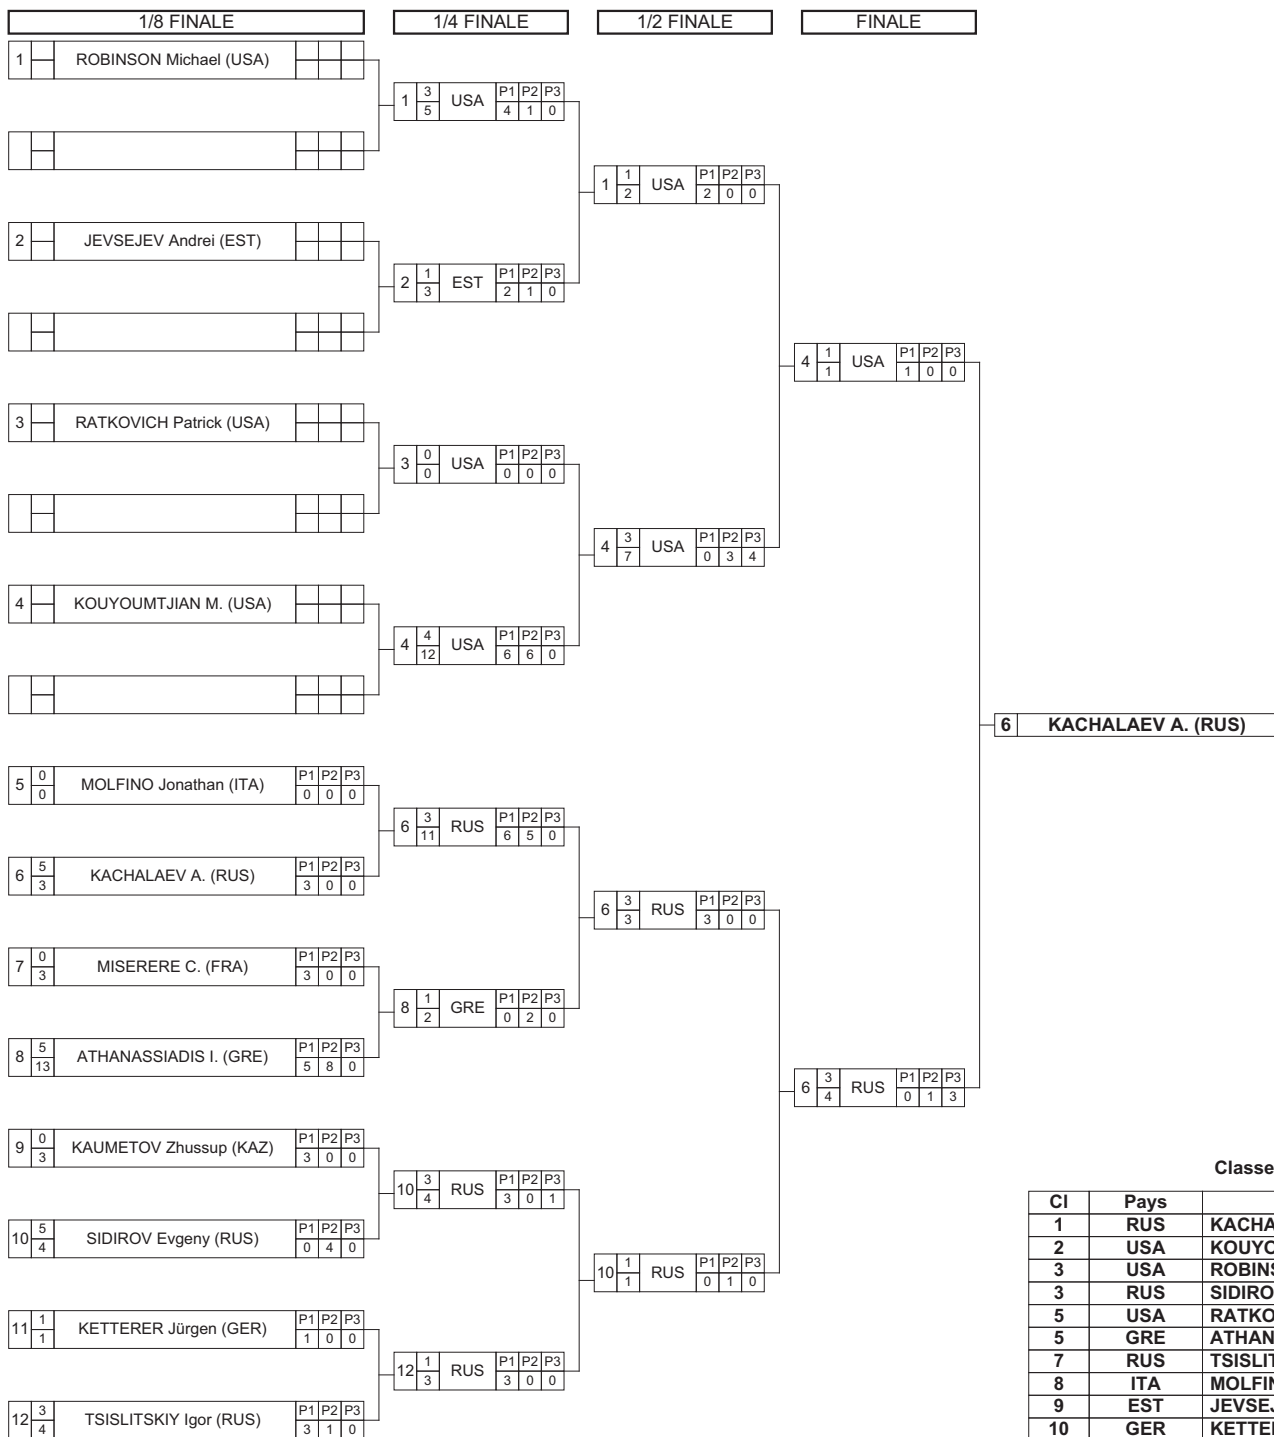 1/8 FINALE 1/4 FINALE 1/2 FINALE FINALE
1 ROBINSON Michael (USA)
1 3 5 USA P1 P2 P3 4 1 0
1 1 2 USA P1 P2 P3 2 0 0
2 JEVSEJEV Andrei (EST)
2 1 3 EST P1 P2 P3 2 1 0
4 1 1 USA P1 P2 P3 1 0 0
3 RATKOVICH Patrick (USA)
3 0 0 USA P1 P2 P3 0 0 0
4 3 7 USA P1 P2 P3 0 3 4
4 KOUYOUMTJIAN M. (USA)
4 4 12 USA P1 P2 P3 6 6 0
6 KACHALAEV A. (RUS)
5 0 0 MOLFINO Jonathan (ITA) P1 P2 P3 0 0 0
6 3 11 RUS P1 P2 P3 6 5 0
6 5 3 KACHALAEV A. (RUS) P1 P2 P3 3 0 0
6 3 3 RUS P1 P2 P3 3 0 0
7 0 3 MISERERE C. (FRA) P1 P2 P3 3 0 0
8 1 2 GRE P1 P2 P3 0 2 0
8 5 13 ATHANASSIADIS I. (GRE) P1 P2 P3 5 8 0
6 3 4 RUS P1 P2 P3 0 1 3
9 0 3 KAUMETOV Zhussup (KAZ) P1 P2 P3 3 0 0
10 3 4 RUS P1 P2 P3 3 0 1
10 5 4 SIDIROV Evgeny (RUS) P1 P2 P3 0 4 0
10 1 1 RUS P1 P2 P3 0 1 0
11 1 1 KETTERER Jürgen (GER) P1 P2 P3 1 0 0
12 1 3 RUS P1 P2 P3 3 0 0
12 3 4 TSISLITSKIY Igor (RUS) P1 P2 P3 3 1 0
Classe
Cl Pays
1 RUS KACHA
2 USA KOUYO
3 USA ROBINS
3 RUS SIDIRO
5 USA RATKO
5 GRE ATHAN
7 RUS TSISLIT
8 ITA MOLFIN
9 EST JEVSEJ
10 GER KETTER